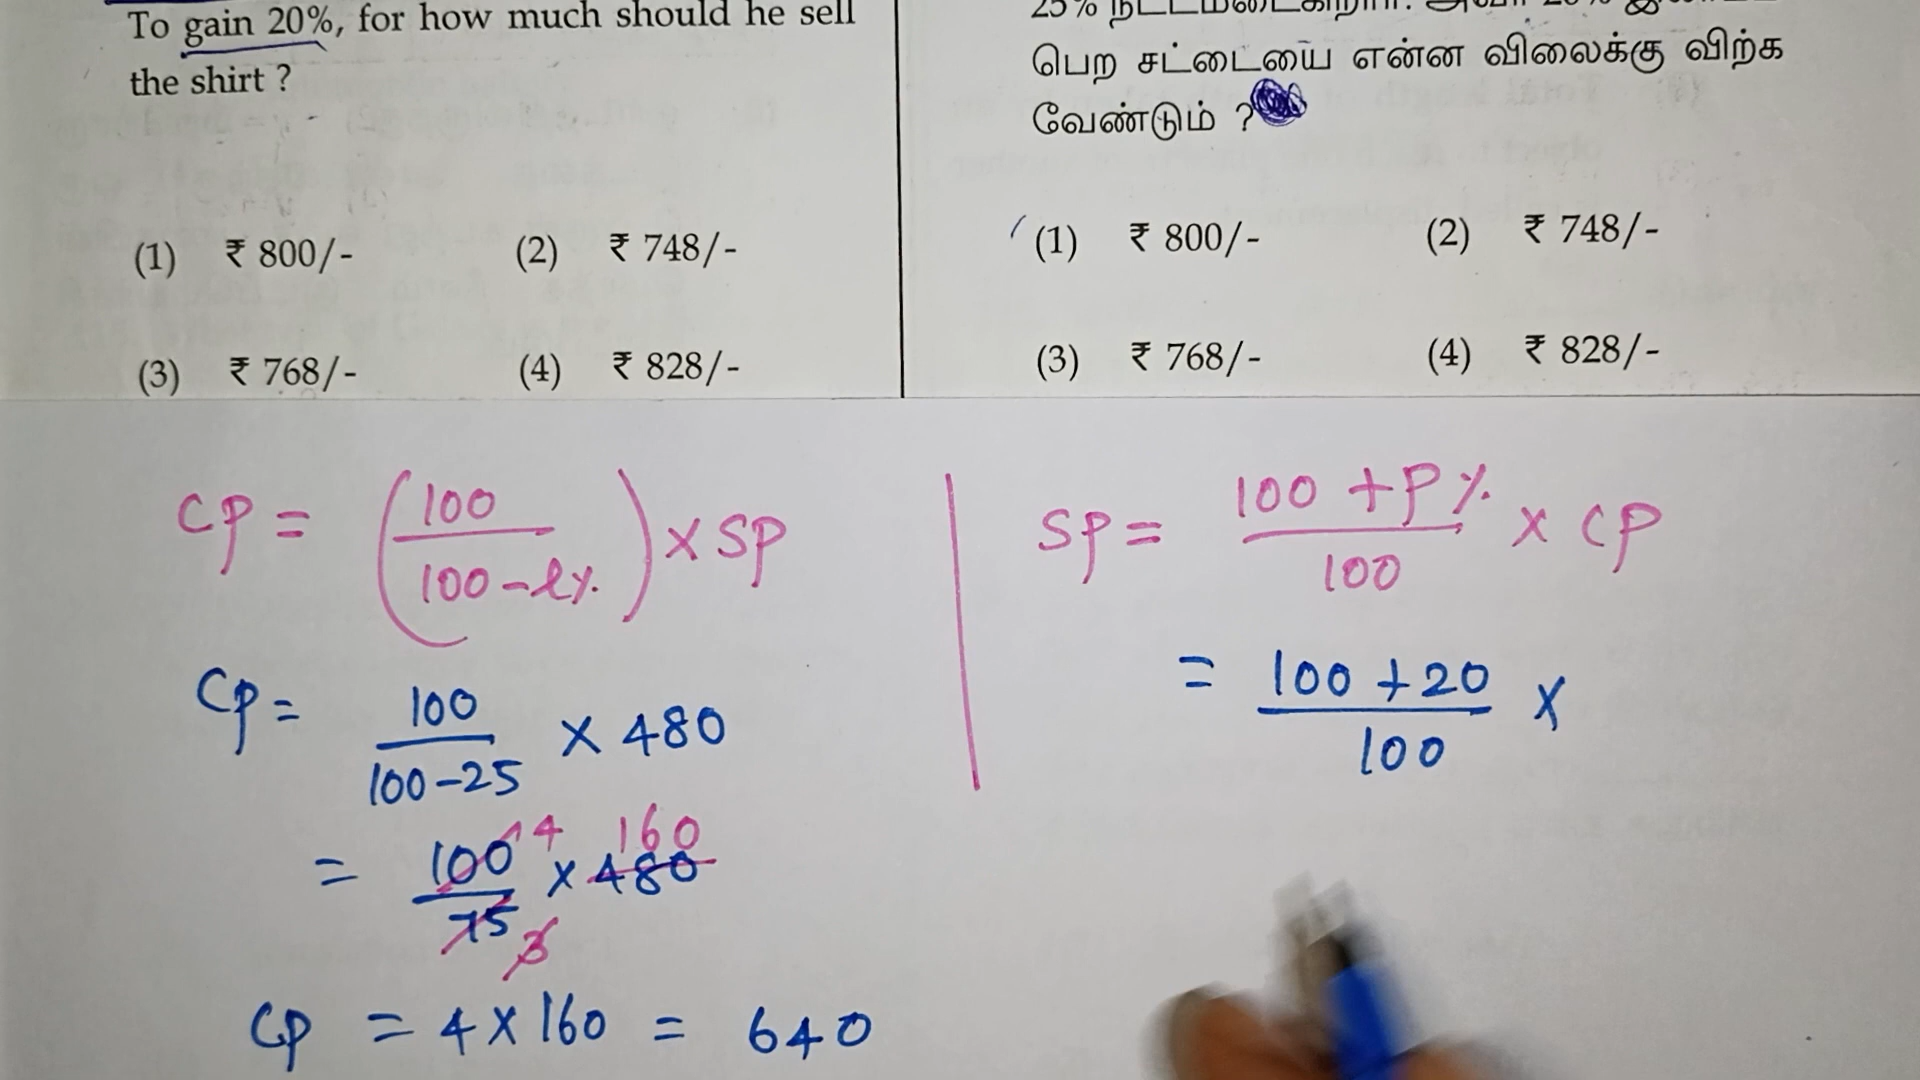 To gain 20%, for how much should he sell
the shirt ?
(1) ₹ 800/- (2) ₹ 748/-
(3) ₹ 768/- (4) ₹ 828/-
பெற சட்டையை என்ன விலைக்கு விற்க
வேண்டும் ?
(1) ₹ 800/- (2) ₹ 748/-
(3) ₹ 768/- (4) ₹ 828/-
CP = (100
100 - l%) × SP
CP = 100
100-25 × 480
= 100 4 × 480 160
75 3
CP = 4 × 160 = 640
SP = 100 + P% × CP
100
= 100 + 20 ×
100